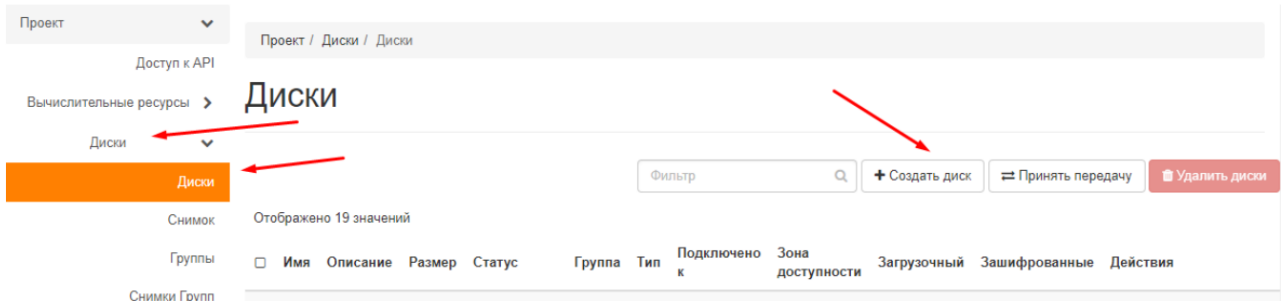 Проект
Доступ к API
Вычислительные ресурсы
Диски
Диски
Снимок
Группы
Снимки Групп
Проект / Диски / Диски
Диски
Фильтр
+ Создать диск
Принять передачу
Удалить диски
Отображено 19 значений
Имя Описание Размер Статус Группа Тип Подключено к Зона доступности Загрузочный Зашифрованные Действия